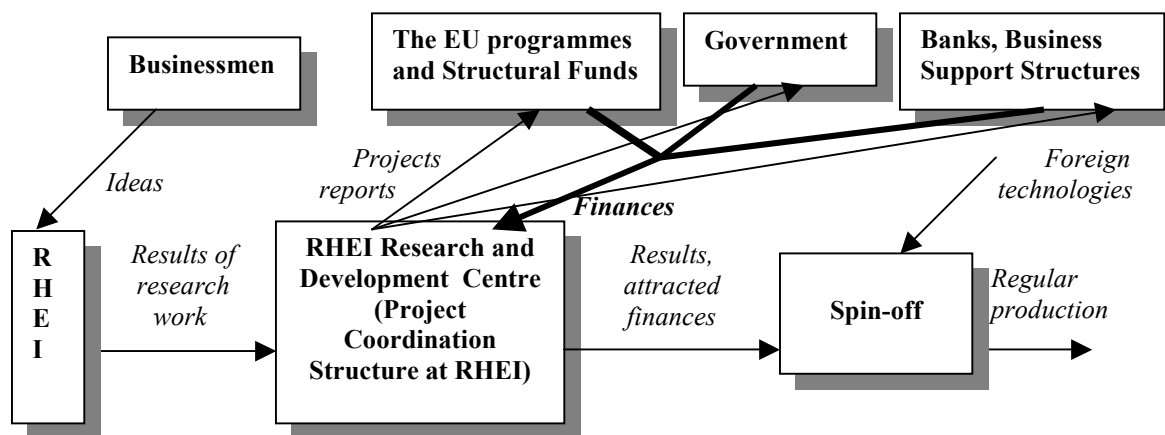 Businessmen
The EU programmes
and Structural Funds
Government
Banks, Business
Support Structures
Ideas
Projects
reports
Finances
Foreign
technologies
R
H
E
I
Results of
research
work
RHEI Research and
Development Centre
(Project
Coordination
Structure at RHEI)
Results,
attracted
finances
Spin-off
Regular
production